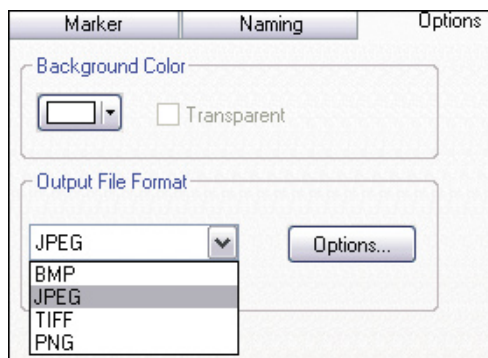 Marker Naming Options
Background Color
Transparent
Output File Format
JPEG Options...
BMP
JPEG
TIFF
PNG